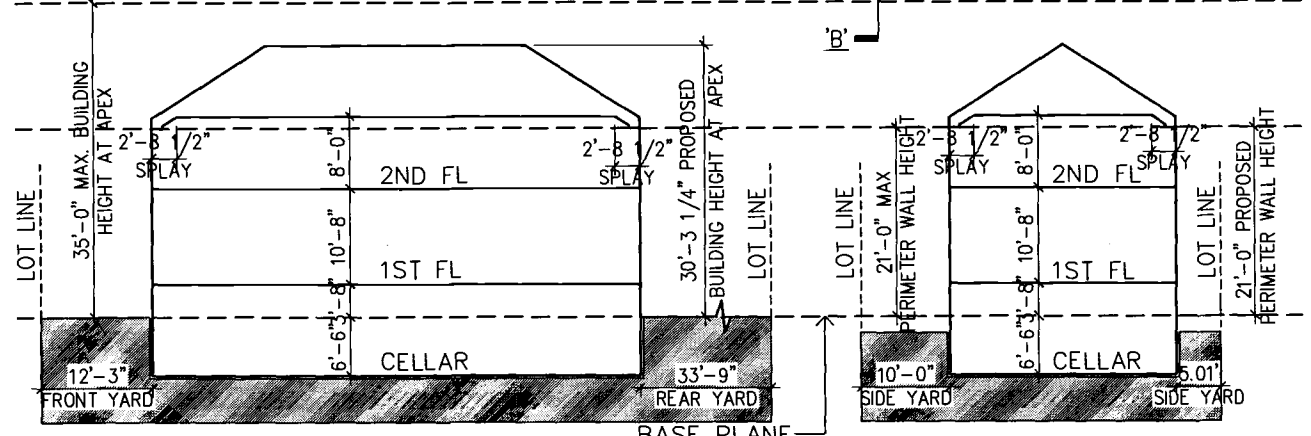 'B'
35'-0" MAX. BUILDING
HEIGHT AT APEX
LOT LINE
2'-8 1/2"
SPLAY
8'-0"
2ND FL
10'-8"
1ST FL
3'-8"
6'-6"
CELLAR
2'-8 1/2"
SPLAY
30'-3 1/4" PROPOSED
BUILDING HEIGHT AT APEX
LOT LINE
12'-3"
FRONT YARD
33'-9"
REAR YARD
BASE PLANE
LOT LINE
21'-0" MAX
PERIMETER WALL HEIGHT
2'-8 1/2"
SPLAY
8'-0"
2ND FL
10'-8"
1ST FL
3'-8"
6'-6"
CELLAR
2'-8 1/2"
SPLAY
LOT LINE
21'-0" PROPOSED
PERIMETER WALL HEIGHT
10'-0"
SIDE YARD
5.01'
SIDE YARD